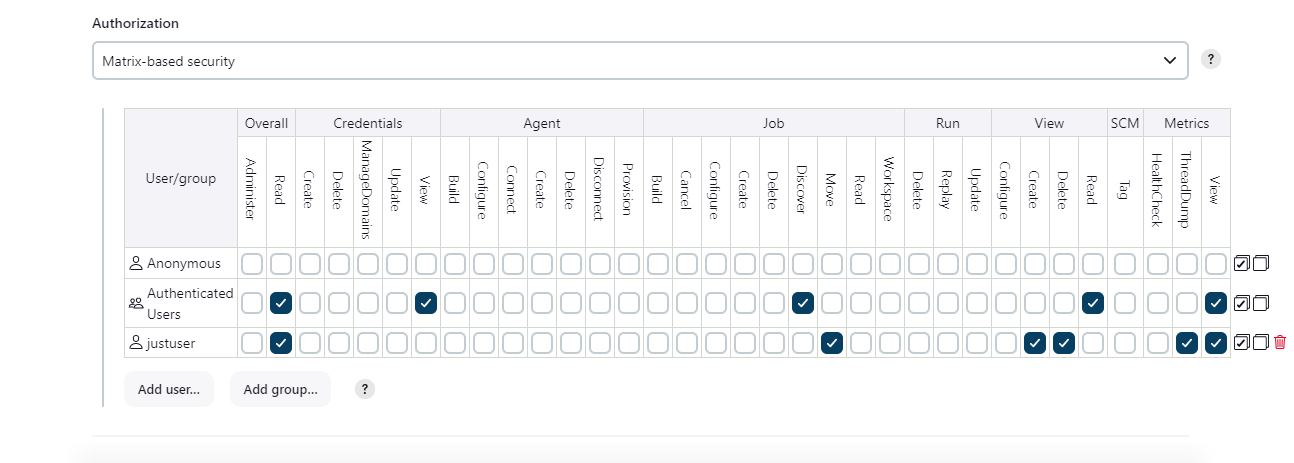 Authorization
Matrix-based security
?
User/group
Overall
Credentials
Agent
Job
Run
View
SCM
Metrics
Administer
Read
Create
Delete
ManageDomains
Update
View
Build
Configure
Connect
Create
Delete
Disconnect
Provision
Build
Cancel
Configure
Create
Delete
Discover
Move
Read
Workspace
Delete
Replay
Update
Configure
Create
Delete
Read
Tag
HealthCheck
ThreadDump
View
Anonymous
Authenticated
Users
justuser
Add user...
Add group...
?